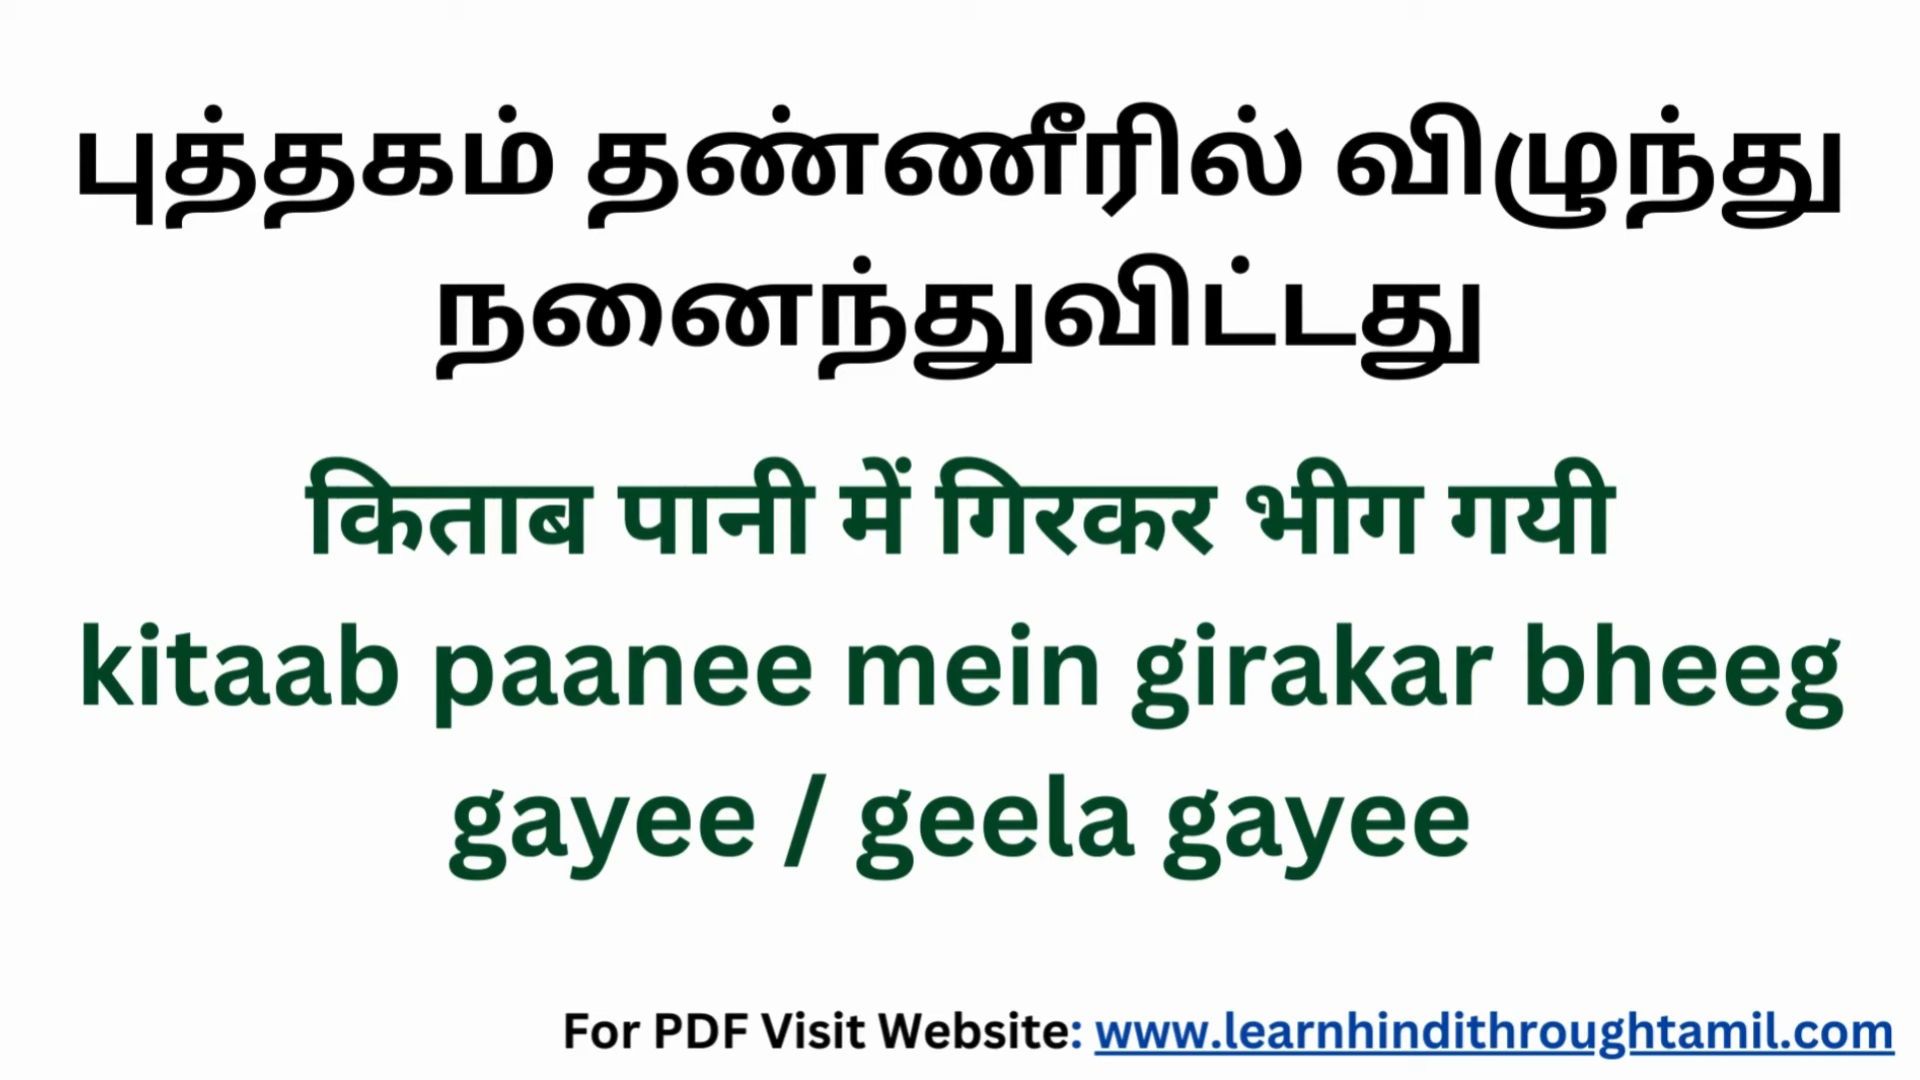 புத்தகம் தண்ணீரில் விழுந்து
நனைந்துவிட்டது
किताब पानी में गिरकर भीग गयी
kitaab paanee mein girakar bheeg
gayee / geela gayee
For PDF Visit Website: www.learnhindithroughtamil.com